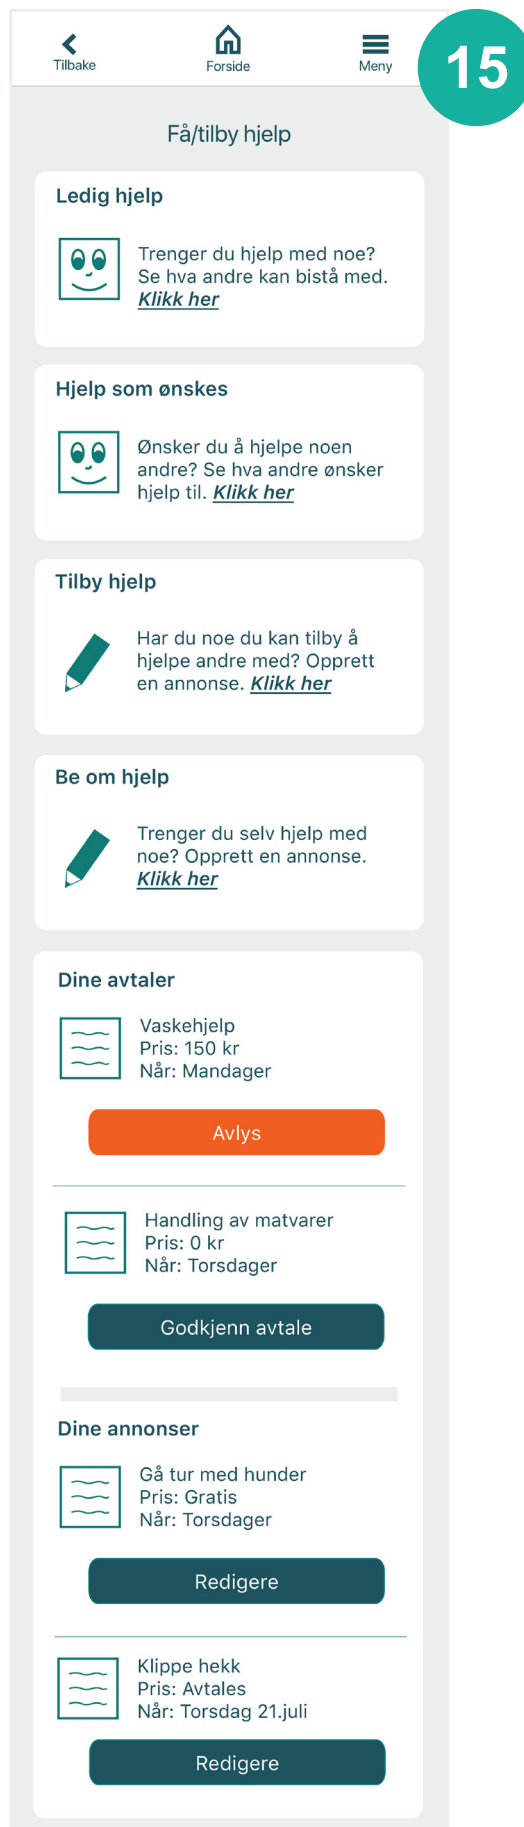 Tilbake
Forside
Meny
15
Få/tilby hjelp
Ledig hjelp
Trenger du hjelp med noe?
Se hva andre kan bistå med.
Klikk her
Hjelp som ønskes
Ønsker du å hjelpe noen
andre? Se hva andre ønsker
hjelp til. Klikk her
Tilby hjelp
Har du noe du kan tilby å
hjelpe andre med? Opprett
en annonse. Klikk her
Be om hjelp
Trenger du selv hjelp med
noe? Opprett en annonse.
Klikk her
Dine avtaler
Vaskehjelp
Pris: 150 kr
Når: Mandager
Avlys
Handling av matvarer
Pris: 0 kr
Når: Torsdager
Godkjenn avtale
Dine annonser
Gå tur med hunder
Pris: Gratis
Når: Torsdager
Redigere
Klippe hekk
Pris: Avtales
Når: Torsdag 21.juli
Redigere